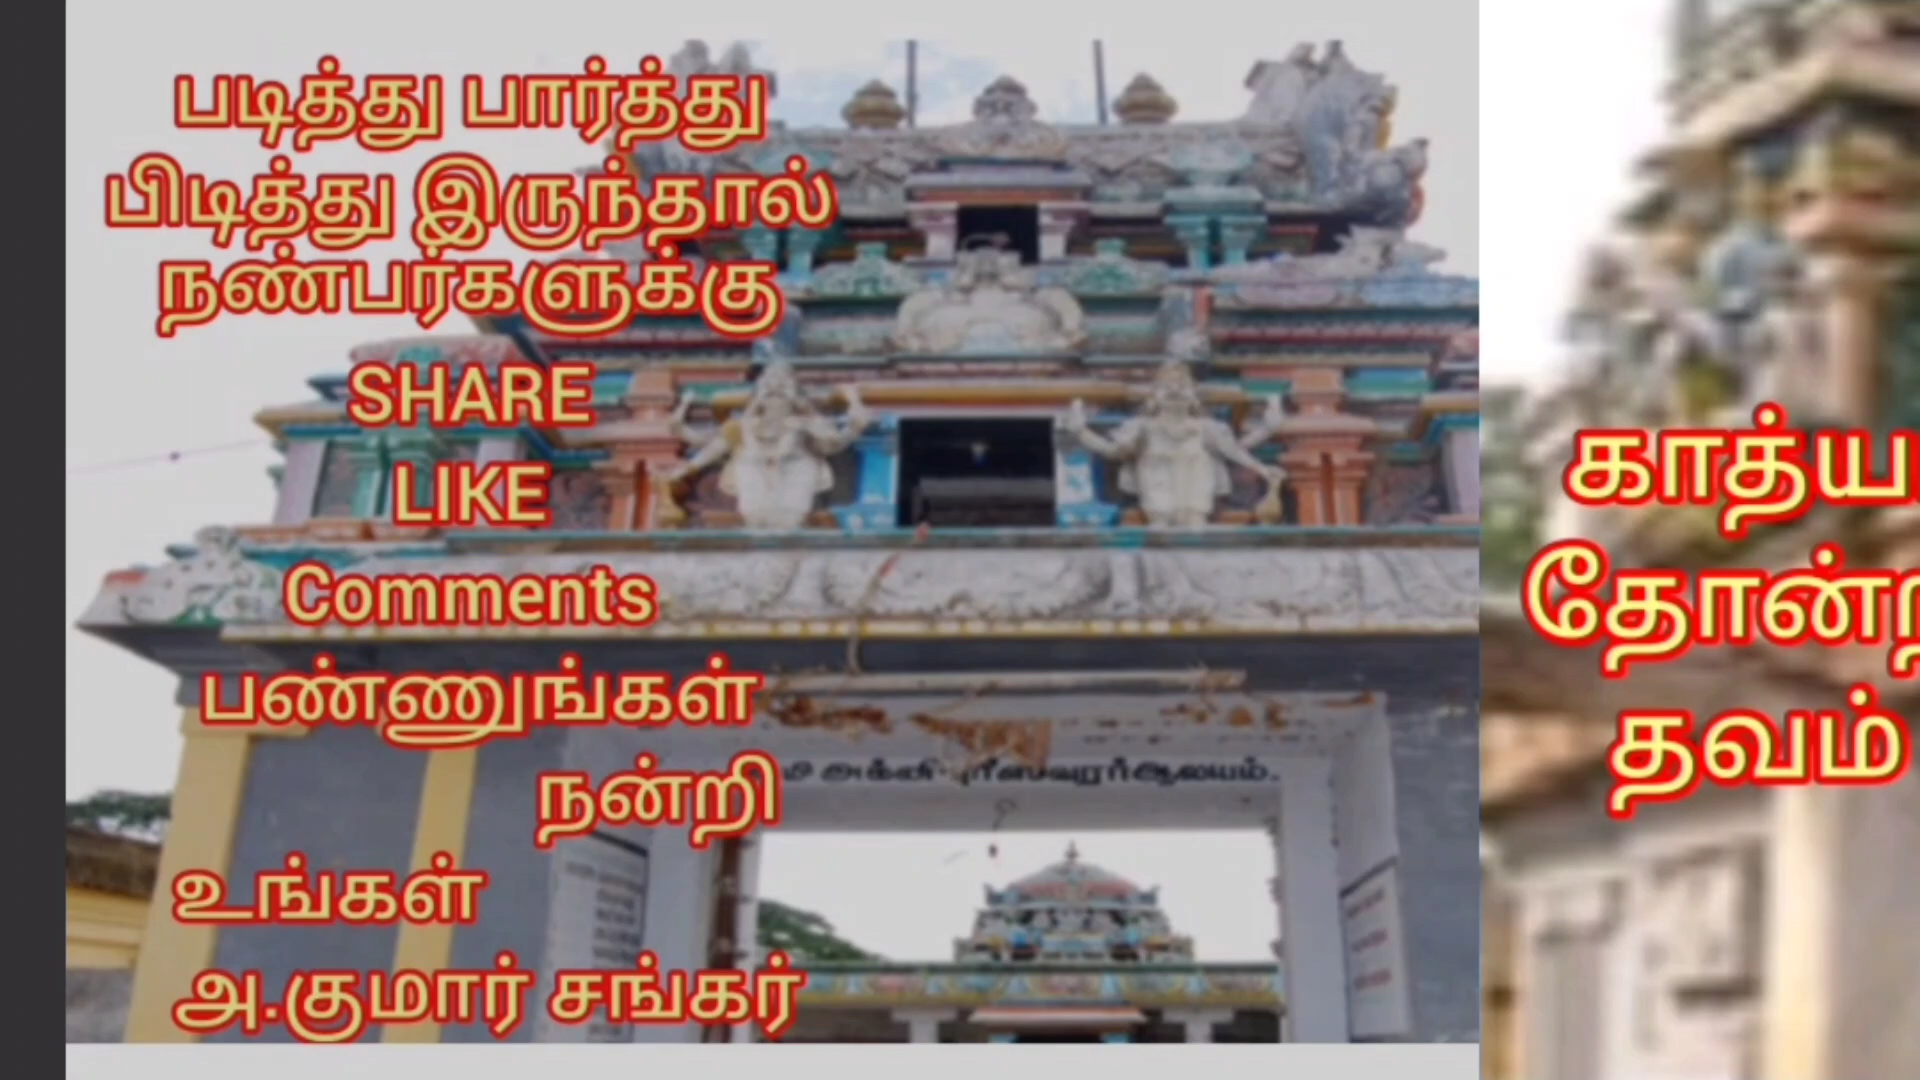 படித்து பார்த்து
பிடித்து இருந்தால்
நண்பர்களுக்கு
SHARE
LIKE
Comments
பண்ணுங்கள்
நன்றி
உங்கள்
அ.குமார் சங்கர்
காத்ய
தோன்ற
தவம்